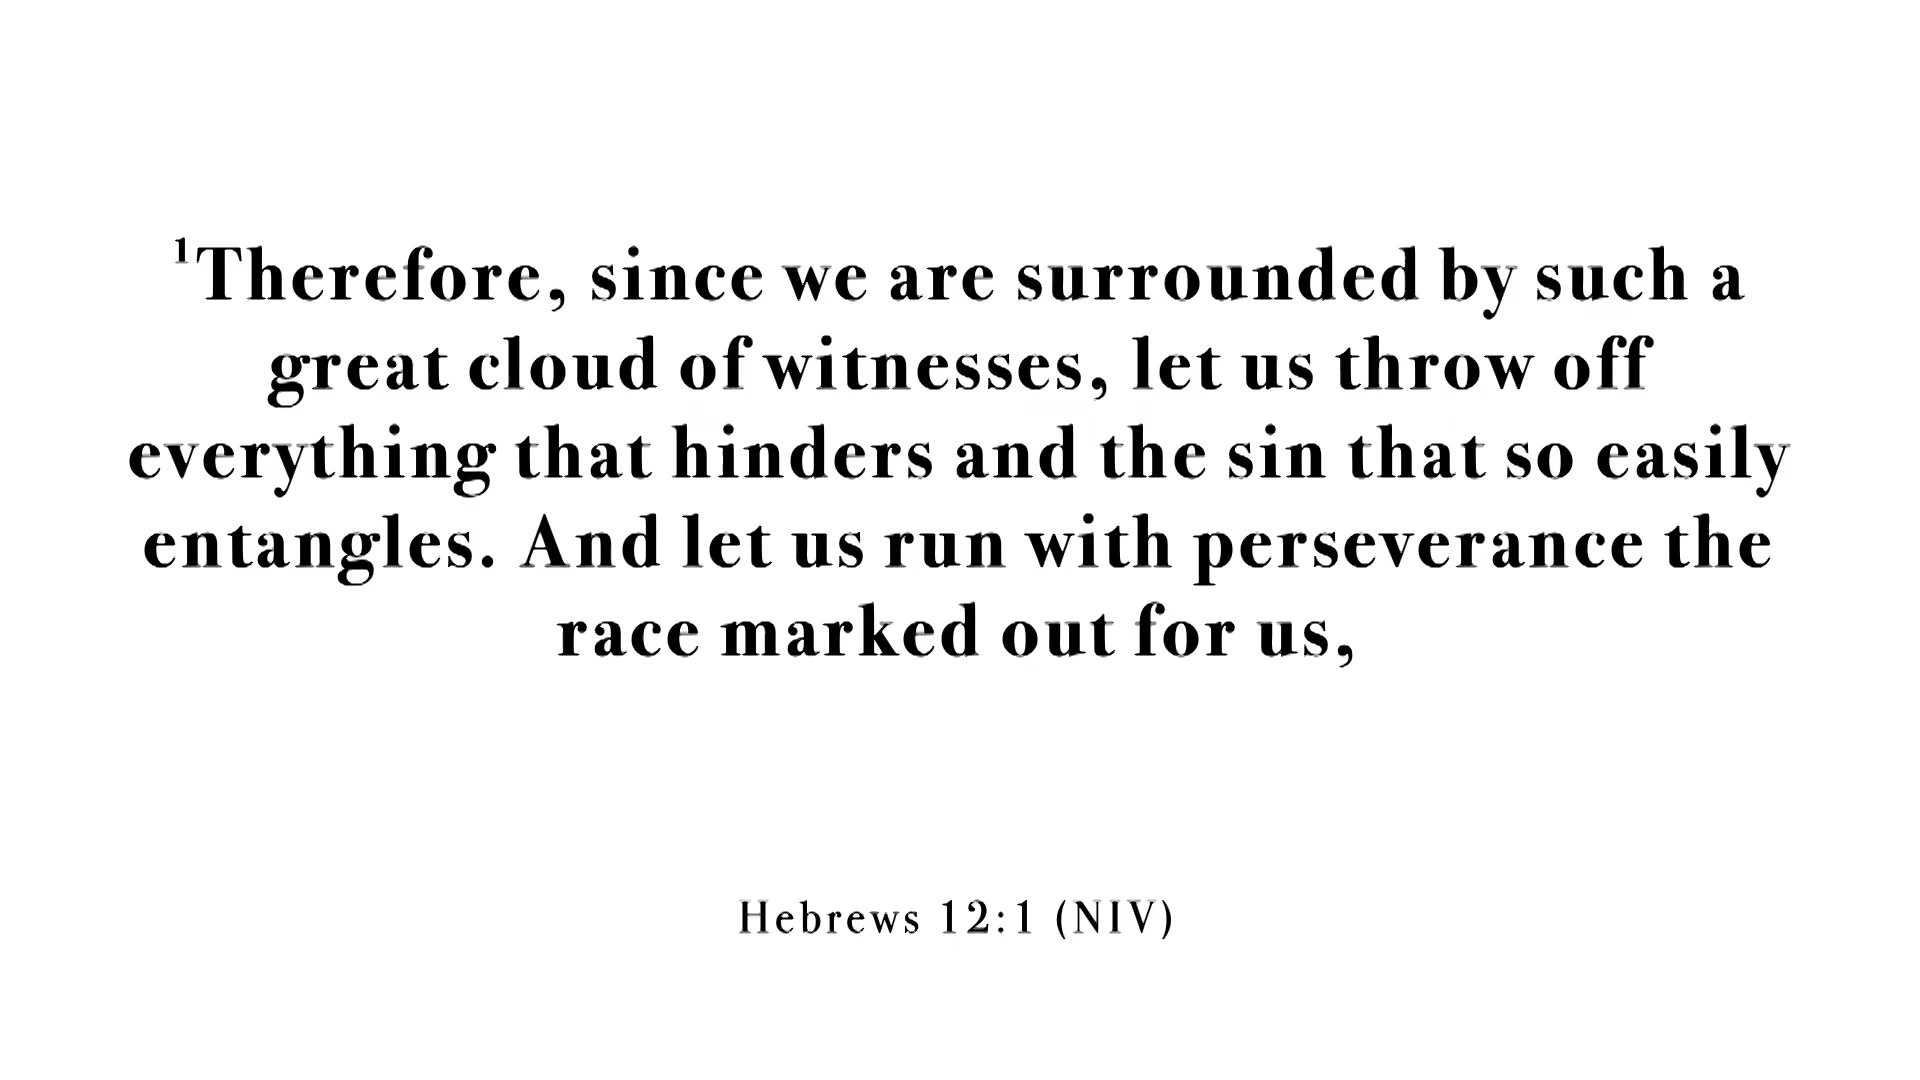 ¹Therefore, since we are surrounded by such a
great cloud of witnesses, let us throw off
everything that hinders and the sin that so easily
entangles. And let us run with perseverance the
race marked out for us,
Hebrews 12:1 (NIV)